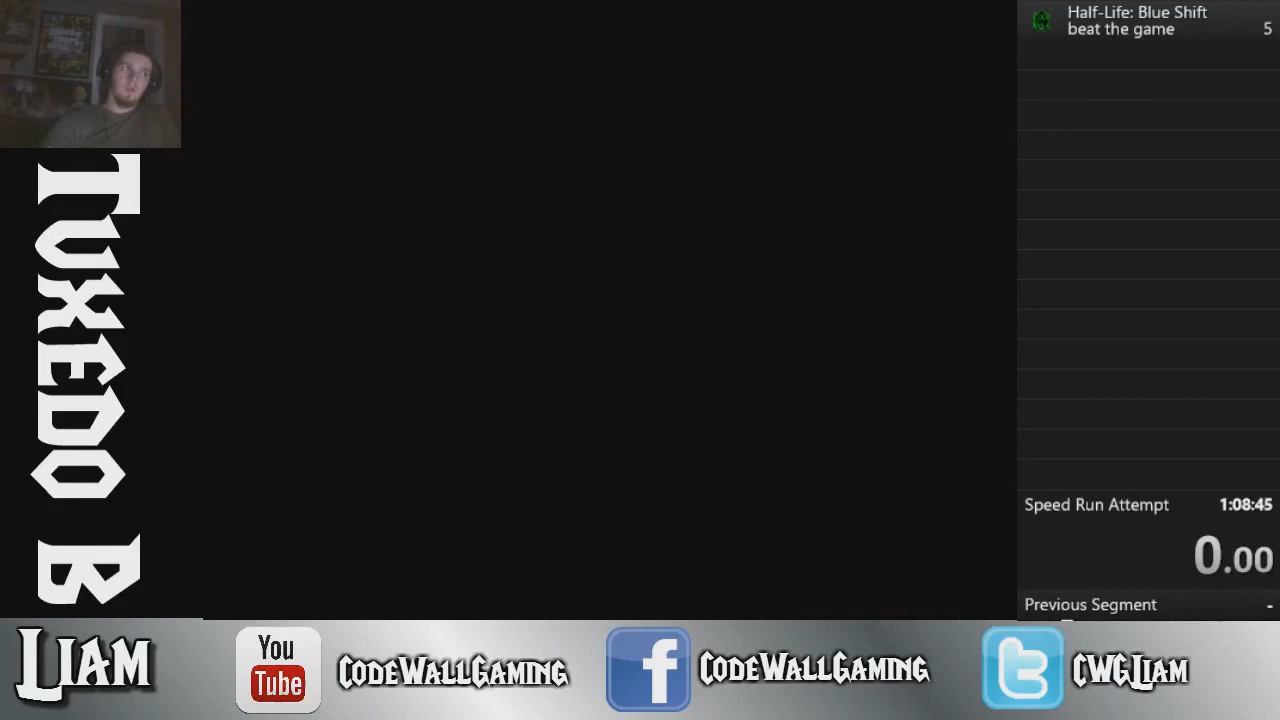 Half-Life: Blue Shift
beat the game 5
TUXEDO B
Speed Run Attempt 1:08:45
0.00
Previous Segment -
LIAM
You
Tube
CODEWALLGAMING
f
CODEWALLGAMING
t
CWGLIAM